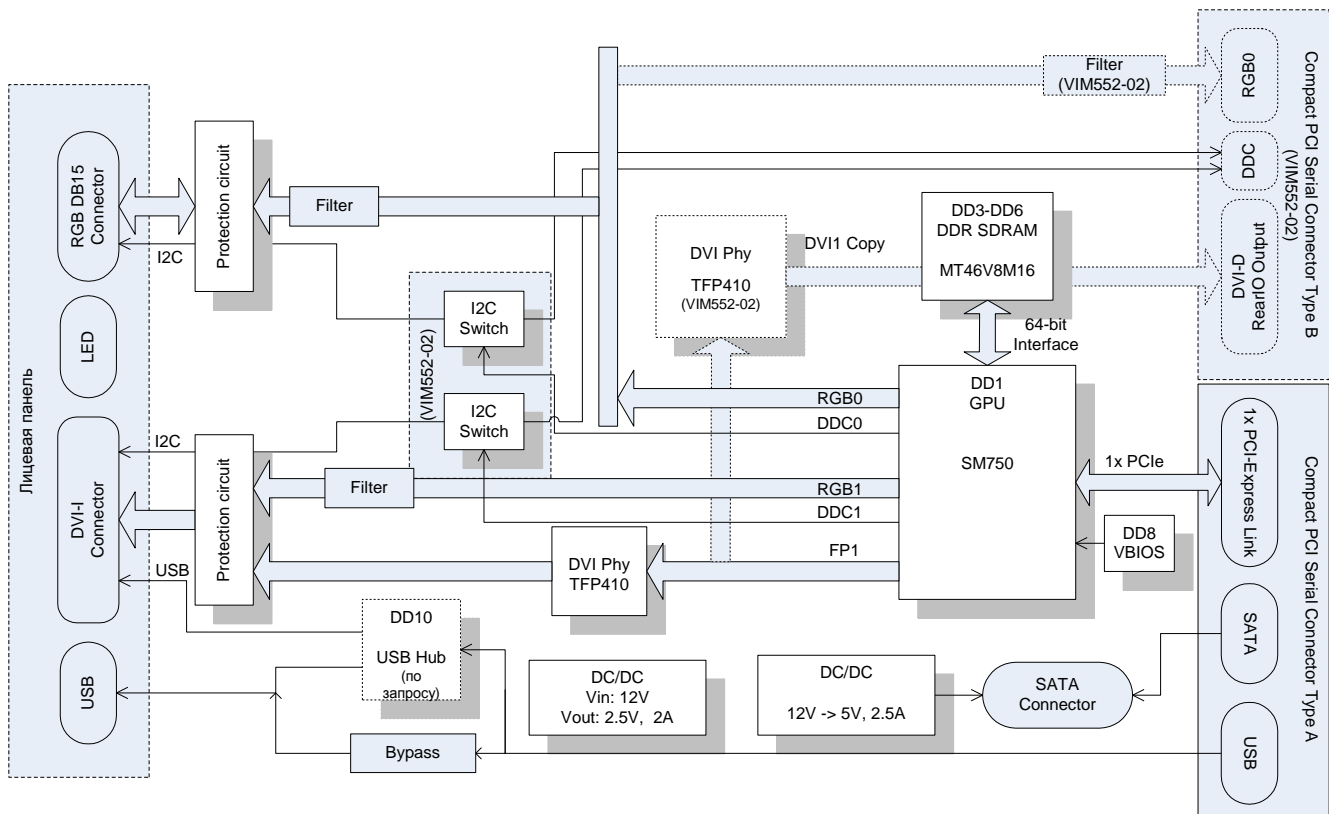 Лицевая панель
RGB DB15
Connector
LED
DVI-I
Connector
USB
I2C
I2C
USB
Protection circuit
Protection circuit
Filter
Filter
(VIM552-02)
I2C
Switch
I2C
Switch
DVI Phy
TFP410
(VIM552-02)
DVI1 Copy
DD3-DD6
DDR SDRAM
MT46V8M16
64-bit
Interface
RGB0
DDC0
RGB1
DDC1
FP1
DD1
GPU
SM750
1x PCIe
DD8
VBIOS
DVI Phy
TFP410
DD10
USB Hub
(по
запросу)
Bypass
DC/DC
Vin: 12V
Vout: 2.5V, 2A
DC/DC
12V -> 5V, 2.5A
SATA
Connector
Filter
(VIM552-02)
RGB0
DDC
DVI-D
Rear IO Output
Compact PCI Serial Connector Type B
(VIM552-02)
1x PCI-Express Link
SATA
USB
Compact PCI Serial Connector Type A